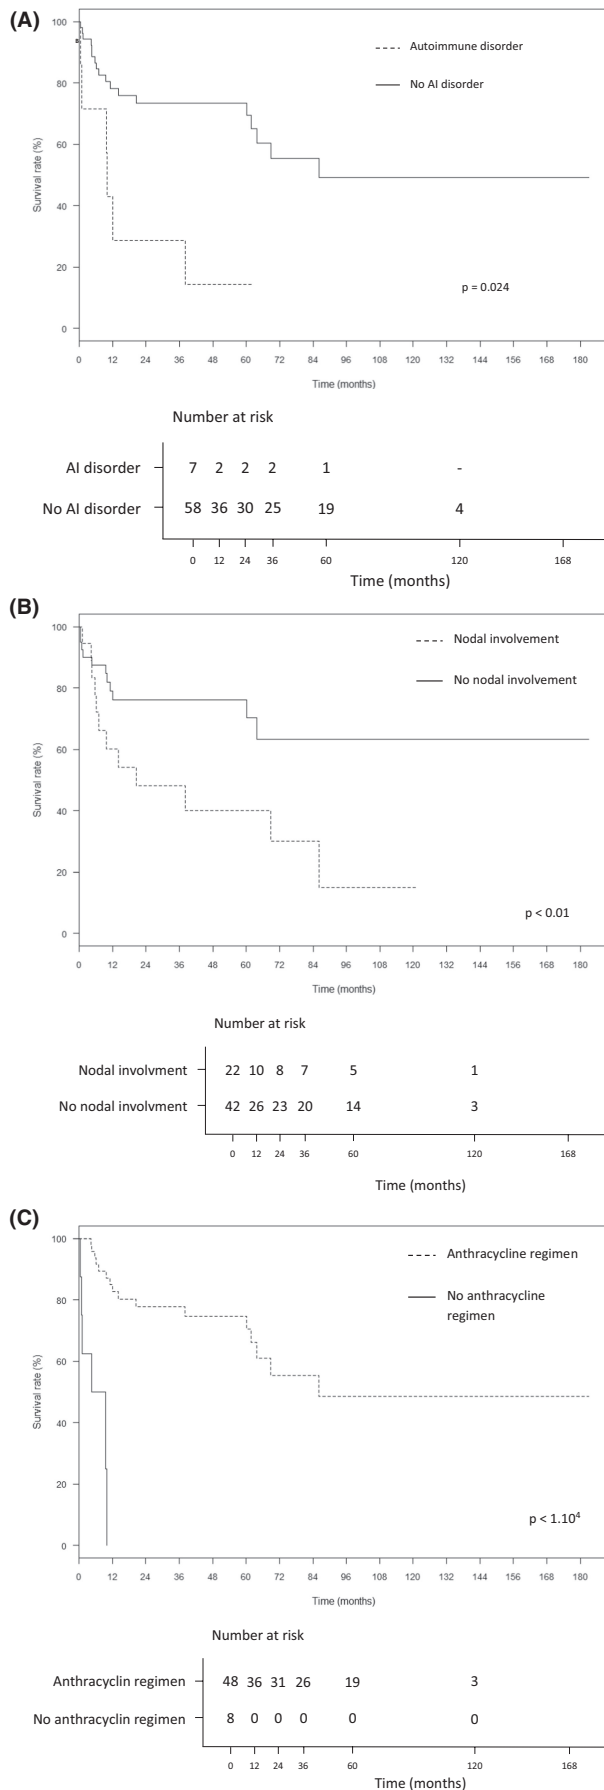 (A)
100
80
60
40
20
0
Survival rate (%)
Autoimmune disorder
No AI disorder
p = 0.024
0 12 24 36 48 60 72 84 96 108 120 132 144 156 168 180
Time (months)
Number at risk
AI disorder 7 2 2 2 1 -
No AI disorder 58 36 30 25 19 4
0 12 24 36 60 120 168
Time (months)
(B)
100
80
60
40
20
0
Survival rate (%)
Nodal involvement
No nodal involvement
p < 0.01
0 12 24 36 48 60 72 84 96 108 120 132 144 156 168 180
Time (months)
Number at risk
Nodal involvment 22 10 8 7 5 1
No nodal involvment 42 26 23 20 14 3
0 12 24 36 60 120 168
Time (months)
(C)
100
80
60
40
20
0
Survival rate (%)
Anthracycline regimen
No anthracycline
regimen
p < 1.10⁴
0 12 24 36 48 60 72 84 96 108 120 132 144 156 168 180
Time (months)
Number at risk
Anthracyclin regimen 48 36 31 26 19 3
No anthracyclin regimen 8 0 0 0 0 0
0 12 24 36 60 120 168
Time (months)